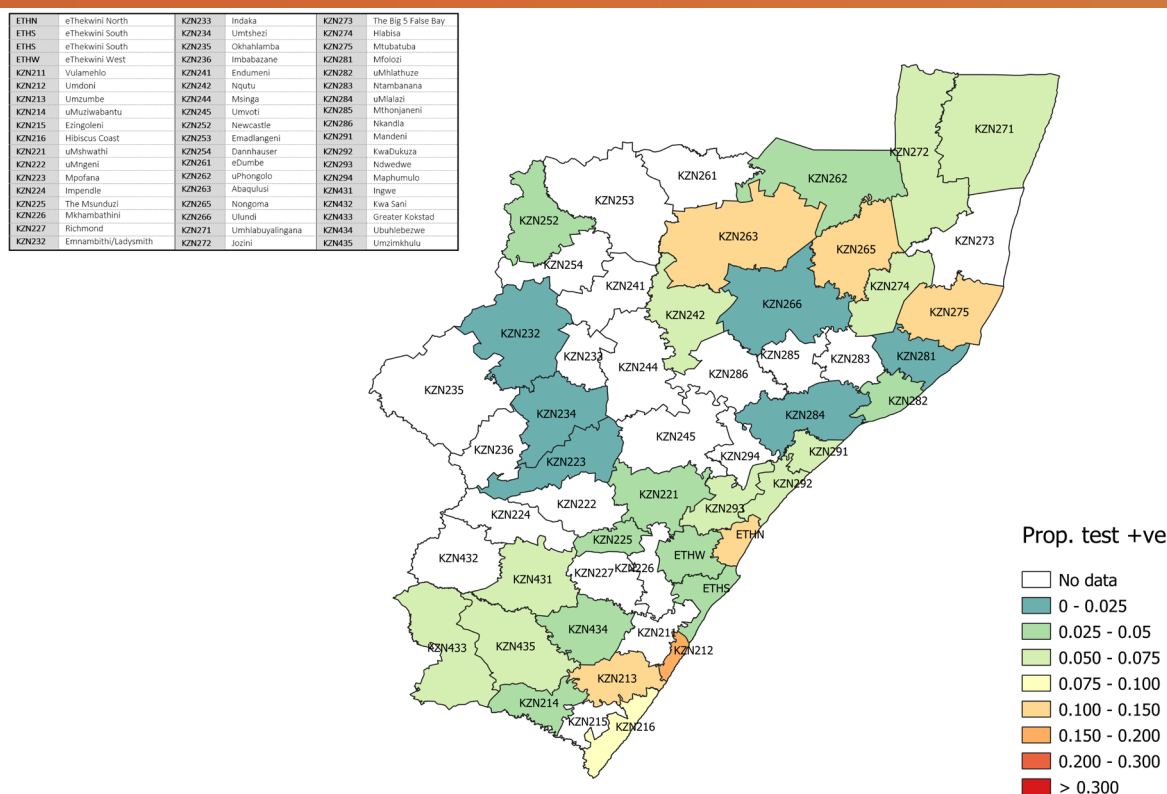 ETHN eThekwini North KZN233 Indaka KZN273 The Big 5 False Bay
ETHS eThekwini South KZN234 Umtshezi KZN274 Hlabisa
ETHS eThekwini South KZN235 Okhahlamba KZN275 Mtubatuba
ETHW eThekwini West KZN236 Imbabazane KZN281 Mfolozi
KZN211 Vulamehlo KZN241 Endumeni KZN282 uMhlathuze
KZN212 Umdoni KZN242 Nqutu KZN283 Ntambanana
KZN213 Umzumbe KZN244 Msinga KZN284 uMlalazi
KZN214 uMuziwabantu KZN245 Umvoti KZN285 Mthonjaneni
KZN215 Ezingoleni KZN252 Newcastle KZN286 Nkandla
KZN216 Hibiscus Coast KZN253 Emadlangeni KZN291 Mandeni
KZN221 uMshwathi KZN254 Dannhauser KZN292 KwaDukuza
KZN222 uMngeni KZN261 eDumbe KZN293 Ndwedwe
KZN223 Mpofana KZN262 uPhongolo KZN294 Maphumulo
KZN224 Impendle KZN263 Abaqulusi KZN431 Ingwe
KZN225 The Msunduzi KZN265 Nongoma KZN432 Kwa Sani
KZN226 Mkhambathini KZN266 Ulundi KZN433 Greater Kokstad
KZN227 Richmond KZN271 Umhlabuyalingana KZN434 Ubuhlebezwe
KZN232 Emnambithi/Ladysmith KZN272 Jozini KZN435 Umzimkhulu
KZN271
KZN272
KZN261
KZN262
KZN253
KZN252
KZN263
KZN273
KZN265
KZN254
KZN241
KZN274
KZN266
KZN275
KZN242
KZN232
KZN233
KZN285
KZN283
KZN281
KZN244
KZN286
KZN235
KZN282
KZN234
KZN284
KZN245
KZN236
KZN291
KZN294
KZN223
KZN292
KZN221
KZN222
KZN293
KZN224
ETHN
KZN225
ETHW
KZN432
KZN226
KZN227
KZN431
ETHS
KZN434
KZN211
KZN433
KZN435
KZN212
KZN213
KZN214
KZN215
KZN216
Prop. test +ve
No data
0 - 0.025
0.025 - 0.05
0.050 - 0.075
0.075 - 0.100
0.100 - 0.150
0.150 - 0.200
0.200 - 0.300
> 0.300